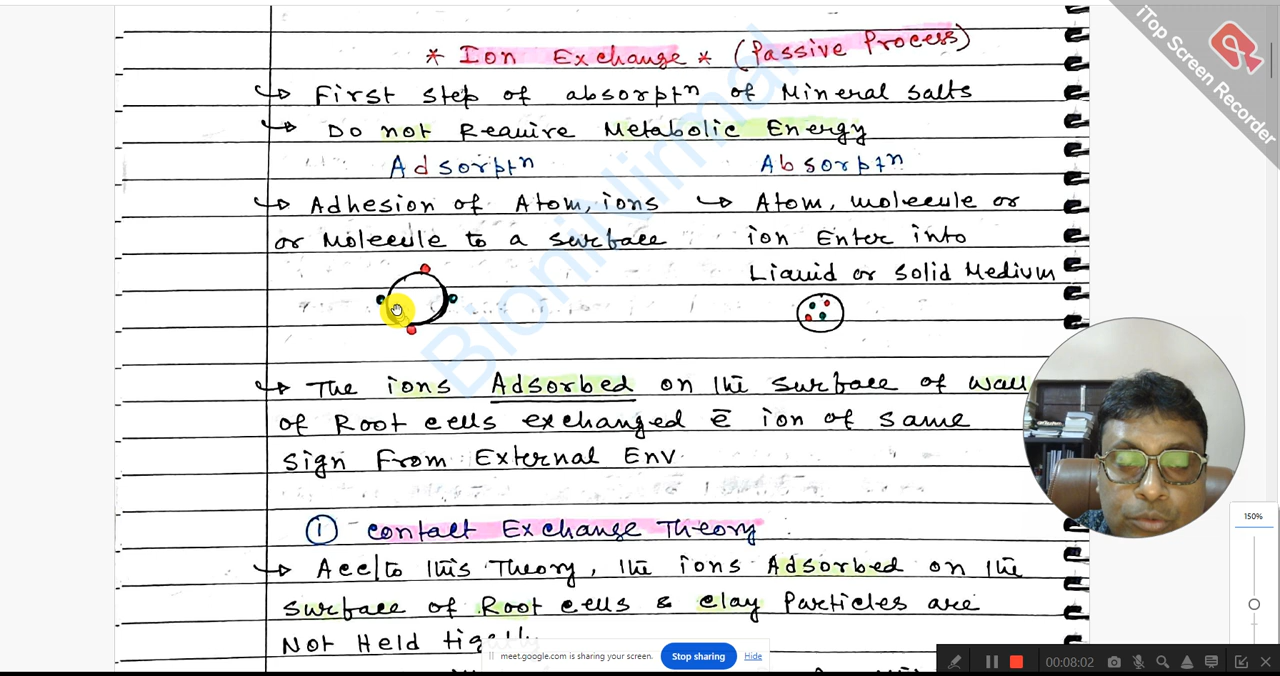 * Ion Exchange * (Passive Process)
↪ First step of absorptn of Mineral salts
↪ Do not Require Metabolic Energy
Adsorptn
Absorptn
↪ Adhesion of Atom, ions
or Molecule to a surface
↪ Atom, molecule or
ion Enter into
Liquid or Solid Medium
↪ The ions Adsorbed on the surface of wall
of Root cells exchanged c̄ ion of same
sign From External Env.
① Contact Exchange Theory
↪ Acc/to this Theory, the ions Adsorbed on the
surface of Root cells & clay Particles are
Not Held tigetly
BioniNirmal
iTop Screen Recorder
150%
meet.google.com is sharing your screen.
Stop sharing
Hide
00:08:02